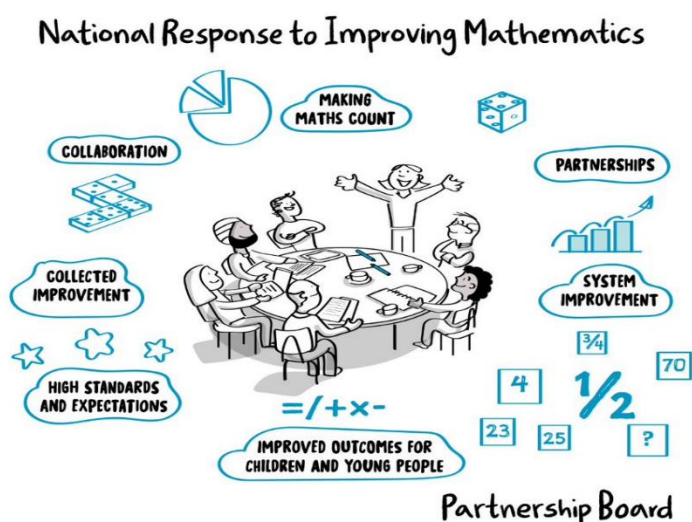 National Response to Improving Mathematics
MAKING
MATHS COUNT
COLLABORATION
PARTNERSHIPS
COLLECTED
IMPROVEMENT
SYSTEM
IMPROVEMENT
HIGH STANDARDS
AND EXPECTATIONS
3/4
70
4
1/2
23
25
?
=/+x-
IMPROVED OUTCOMES FOR
CHILDREN AND YOUNG PEOPLE
Partnership Board